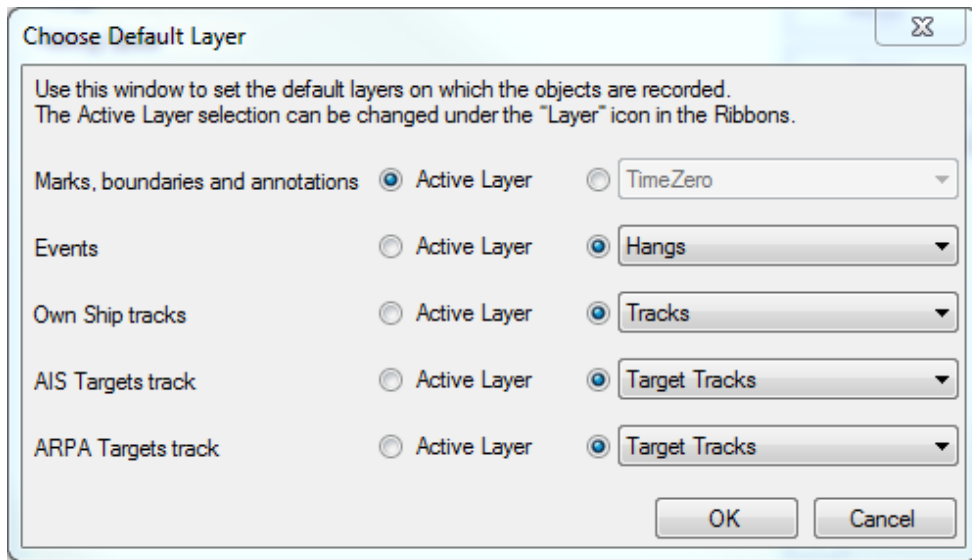 Choose Default Layer
Use this window to set the default layers on which the objects are recorded.
The Active Layer selection can be changed under the "Layer" icon in the Ribbons.
Marks, boundaries and annotations Active Layer TimeZero
Events Active Layer Hangs
Own Ship tracks Active Layer Tracks
AIS Targets track Active Layer Target Tracks
ARPA Targets track Active Layer Target Tracks
OK Cancel